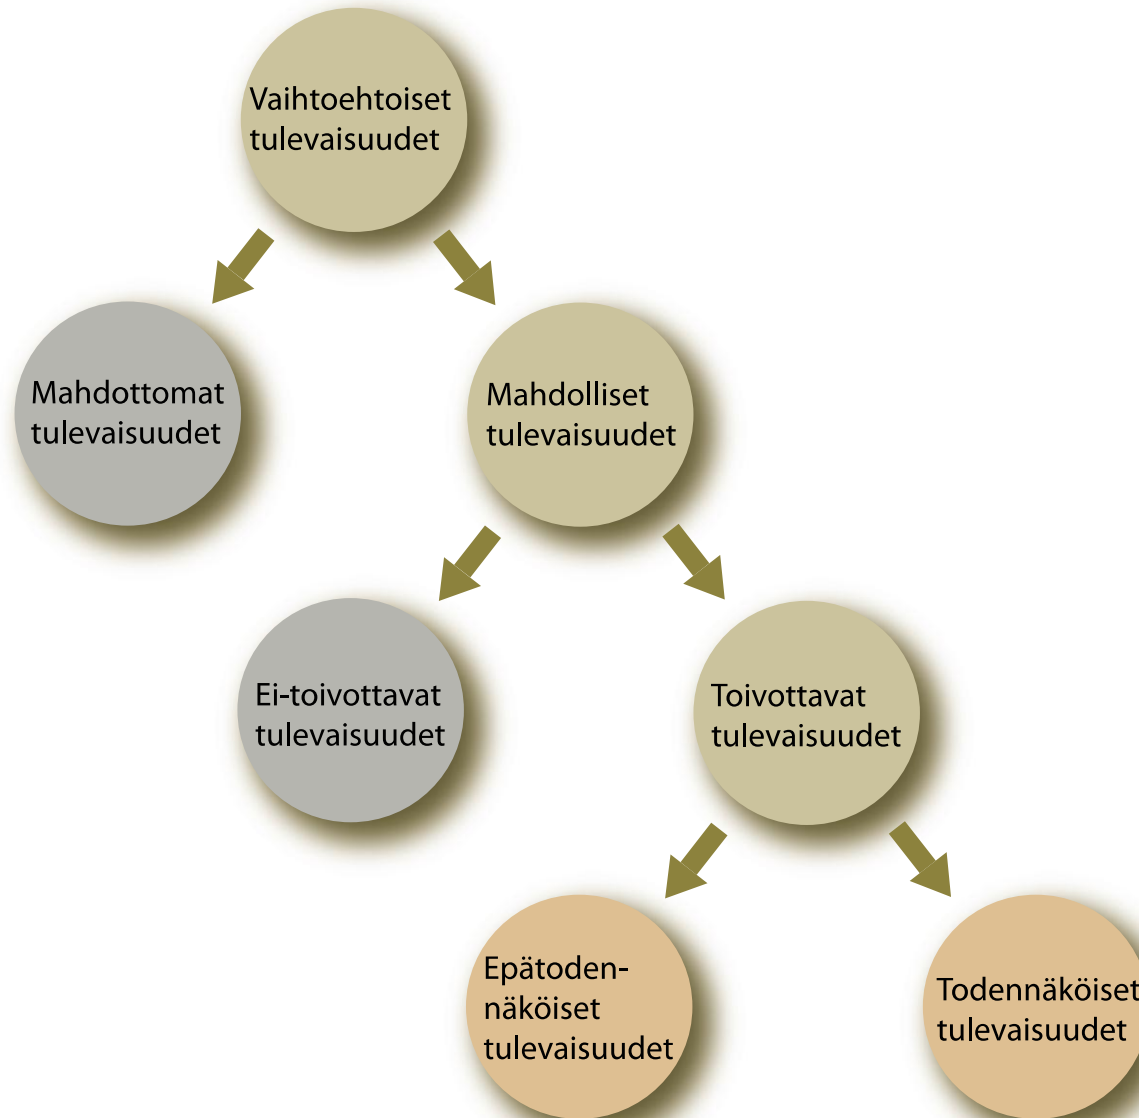 Vaihtoehtoiset
tulevaisuudet
Mahdottomat
tulevaisuudet
Mahdolliset
tulevaisuudet
Ei-toivottavat
tulevaisuudet
Toivottavat
tulevaisuudet
Epätoden-
näköiset
tulevaisuudet
Todennäköiset
tulevaisuudet